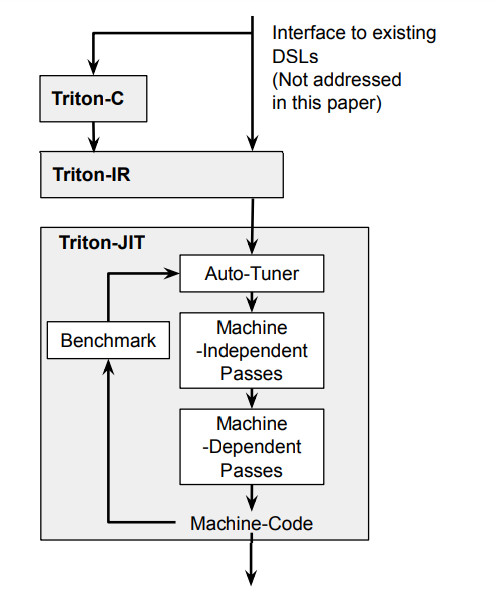 Interface to existing
DSLs
(Not addressed
in this paper)
Triton-C
Triton-IR
Triton-JIT
Auto-Tuner
Benchmark
Machine
-Independent
Passes
Machine
-Dependent
Passes
Machine-Code